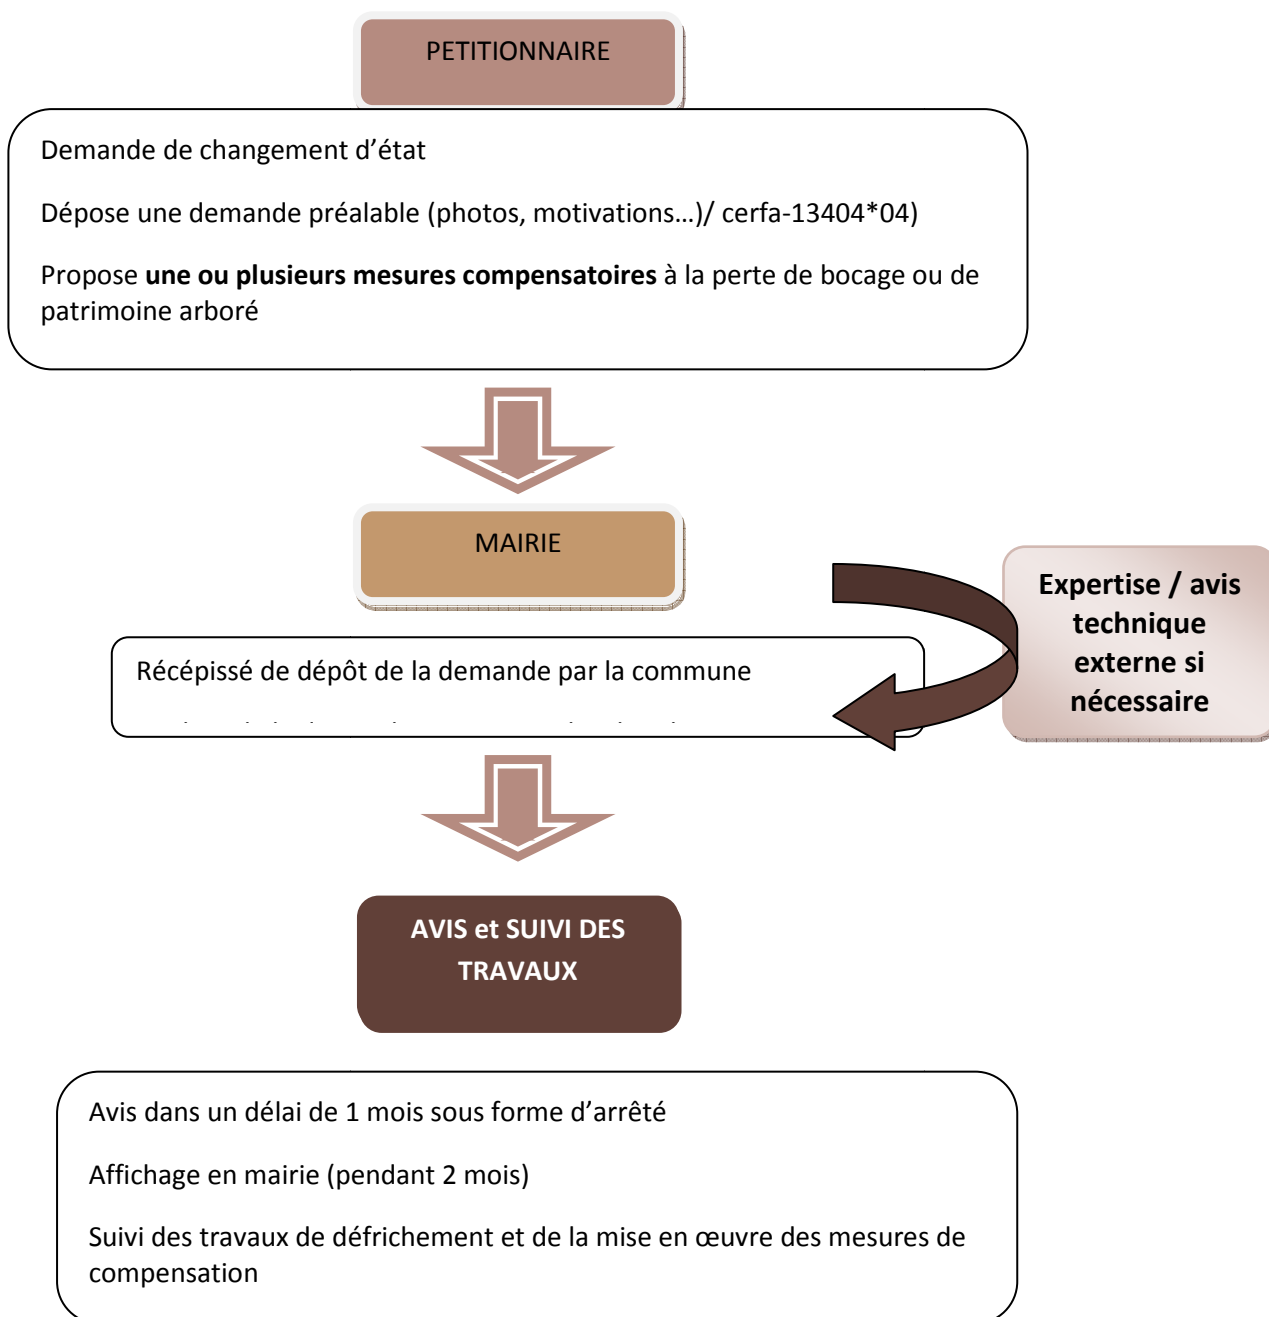 PETITIONNAIRE
Demande de changement d’état
Dépose une demande préalable (photos, motivations…)/ cerfa-13404*04)
Propose une ou plusieurs mesures compensatoires à la perte de bocage ou de
patrimoine arboré
MAIRIE
Expertise / avis
technique
externe si
nécessaire
Récépissé de dépôt de la demande par la commune
AVIS et SUIVI DES
TRAVAUX
Avis dans un délai de 1 mois sous forme d’arrêté
Affichage en mairie (pendant 2 mois)
Suivi des travaux de défrichement et de la mise en œuvre des mesures de
compensation